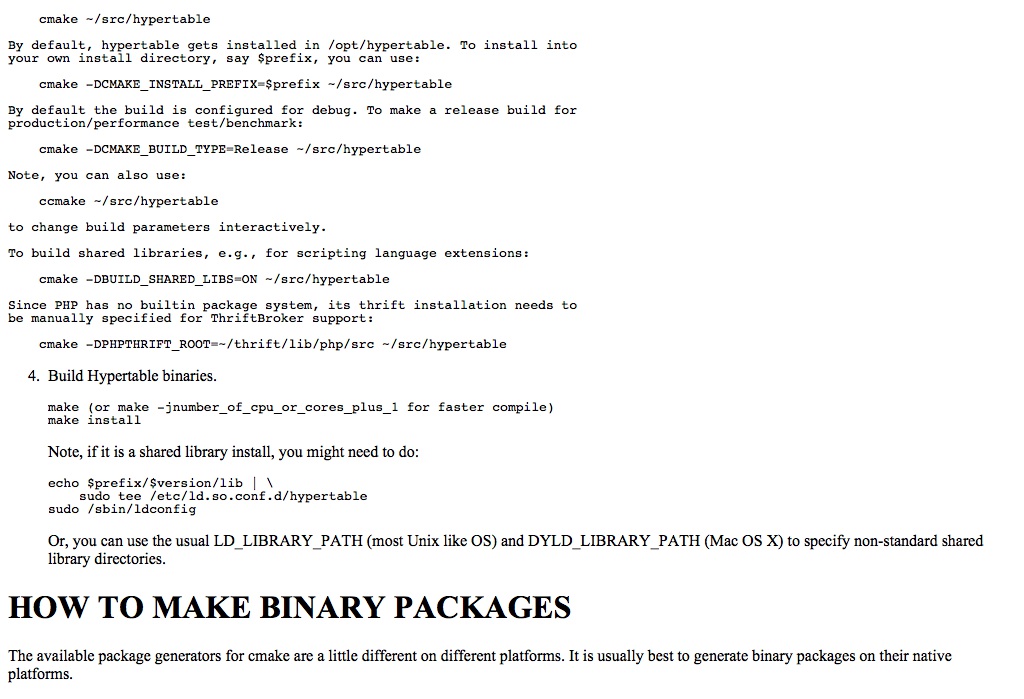 cmake ~/src/hypertable
By default, hypertable gets installed in /opt/hypertable. To install into
your own install directory, say $prefix, you can use:
cmake -DCMAKE_INSTALL_PREFIX=$prefix ~/src/hypertable
By default the build is configured for debug. To make a release build for
production/performance test/benchmark:
cmake -DCMAKE_BUILD_TYPE=Release ~/src/hypertable
Note, you can also use:
ccmake ~/src/hypertable
to change build parameters interactively.
To build shared libraries, e.g., for scripting language extensions:
cmake -DBUILD_SHARED_LIBS=ON ~/src/hypertable
Since PHP has no builtin package system, its thrift installation needs to
be manually specified for ThriftBroker support:
cmake -DPHPTHRIFT_ROOT=~/thrift/lib/php/src ~/src/hypertable
4. Build Hypertable binaries.
make (or make -jnumber_of_cpu_or_cores_plus_1 for faster compile)
make install
Note, if it is a shared library install, you might need to do:
echo $prefix/$version/lib | \
sudo tee /etc/ld.so.conf.d/hypertable
sudo /sbin/ldconfig
Or, you can use the usual LD_LIBRARY_PATH (most Unix like OS) and DYLD_LIBRARY_PATH (Mac OS X) to specify non-standard shared
library directories.
HOW TO MAKE BINARY PACKAGES
The available package generators for cmake are a little different on different platforms. It is usually best to generate binary packages on their native
platforms.